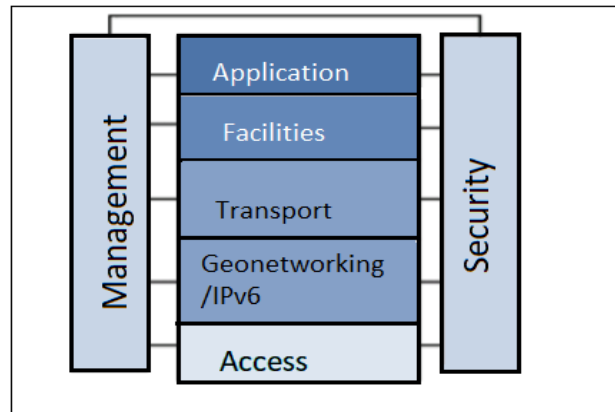 Management
Application
Facilities
Transport
Geonetworking
/IPv6
Access
Security